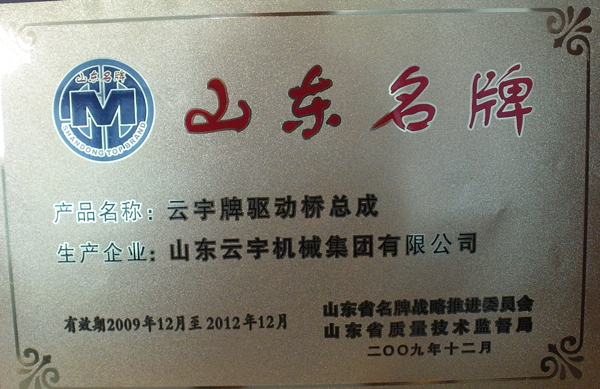 山东名牌
M
SHANDONG TOP BRAND
山东名牌
产品名称：云宇牌驱动桥总成
生产企业：山东云宇机械集团有限公司
有效期2009年12月至2012年12月
山东省名牌战略推进委员会
山东省质量技术监督局
二〇〇九年十二月